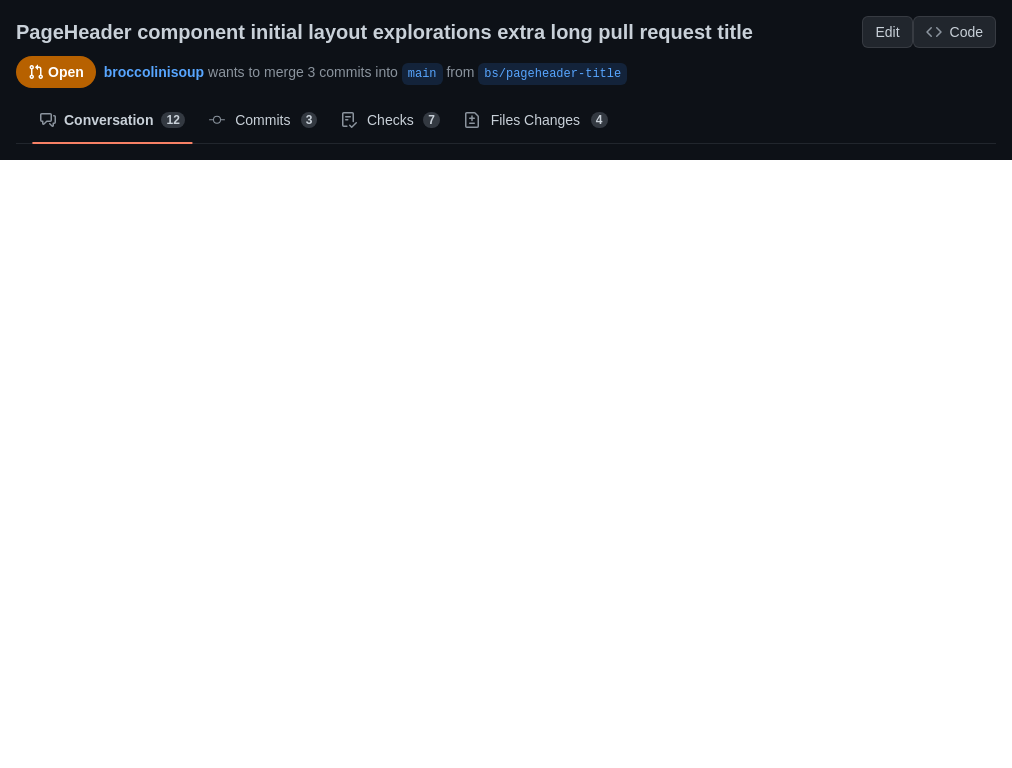 PageHeader component initial layout explorations extra long pull request title
Edit
Code
Open
broccolinisoup wants to merge 3 commits into main from bs/pageheader-title
Conversation 12
Commits 3
Checks 7
Files Changes 4